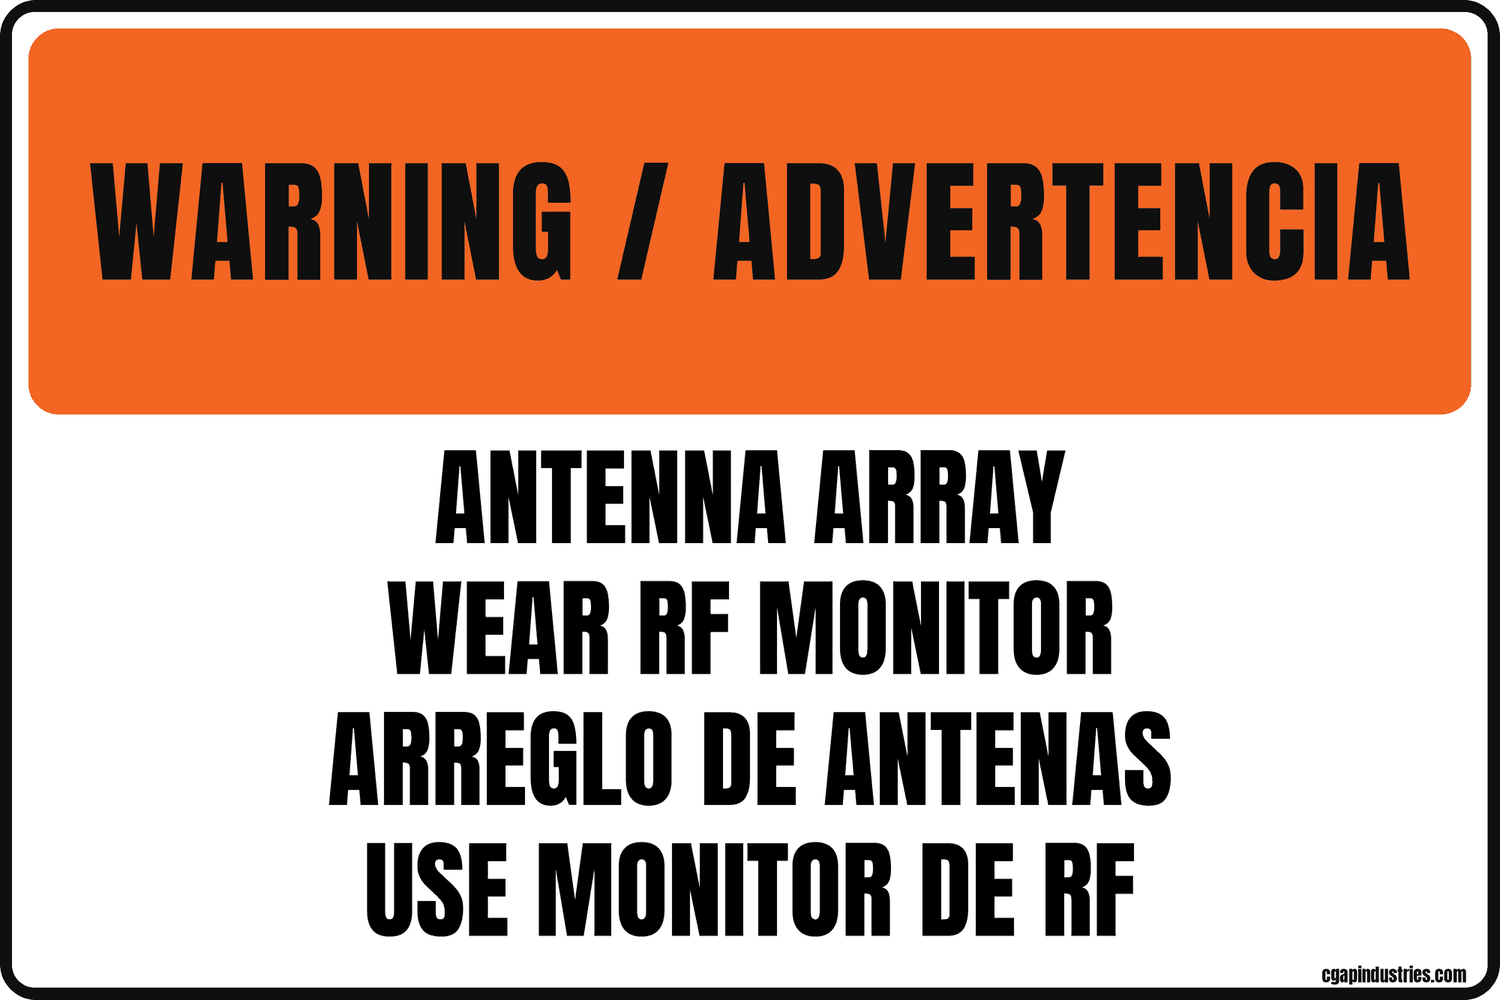 WARNING / ADVERTENCIA
ANTENNA ARRAY
WEAR RF MONITOR
ARREGLO DE ANTENAS
USE MONITOR DE RF
cgapindustries.com